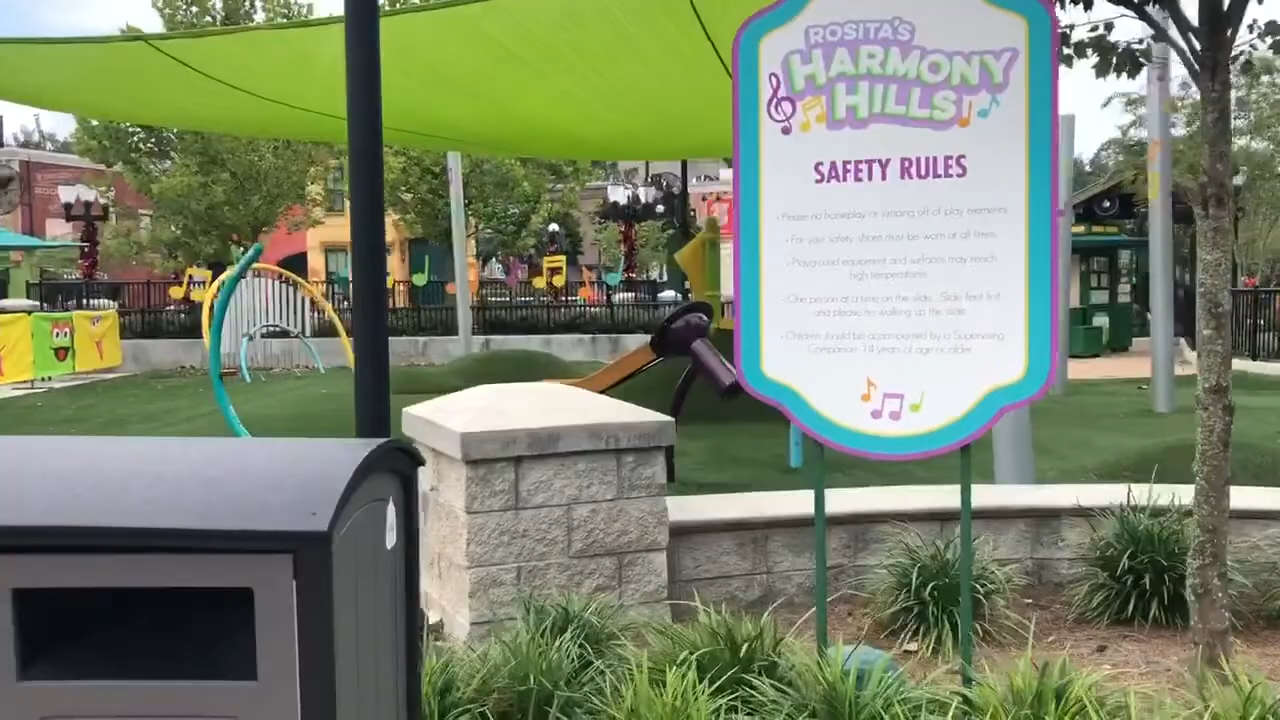 ROSITA'S
HARMONY
HILLS
SAFETY RULES
• Please no horseplay or jumping off of play elements.
• For your safety, shoes must be worn at all times.
• Playground equipment and surfaces may reach
high temperatures.
• One person at a time on the slide. Slide feet first
and please no walking up the slide.
• Children should be accompanied by a Supervising
Companion 14 years of age or older.